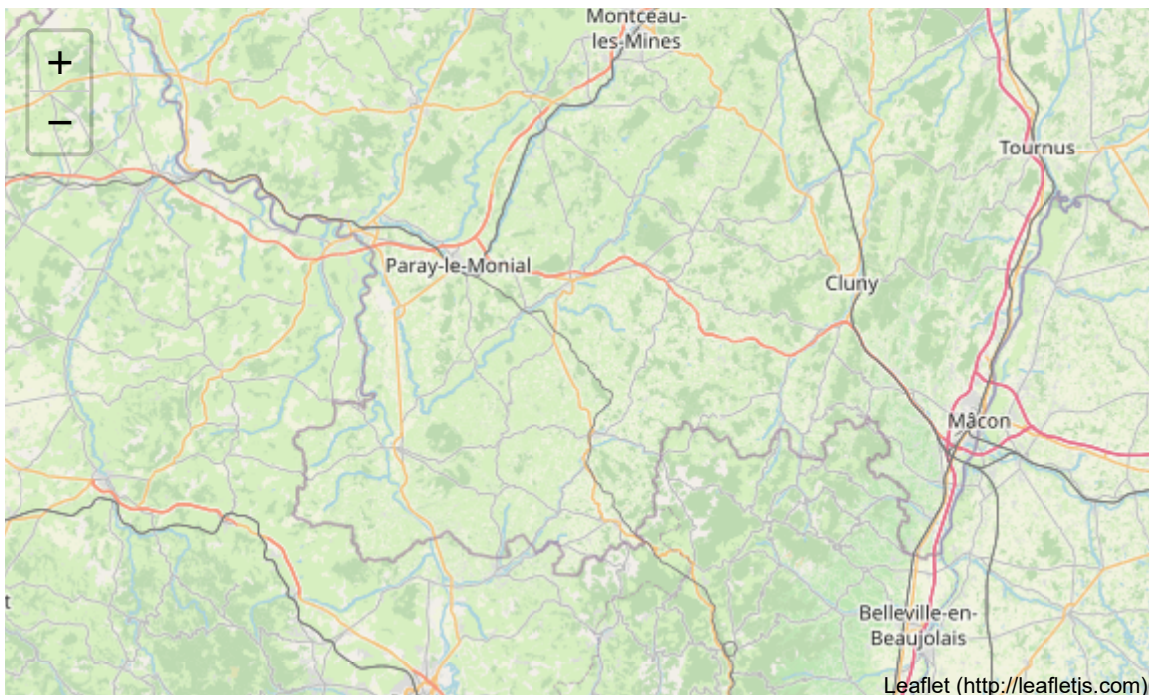 Montceau-
les-Mines
+
−
Tournus
Paray-le-Monial
Cluny
Mâcon
t
Belleville-en-
Beaujolais
Leaflet (http://leafletjs.com)